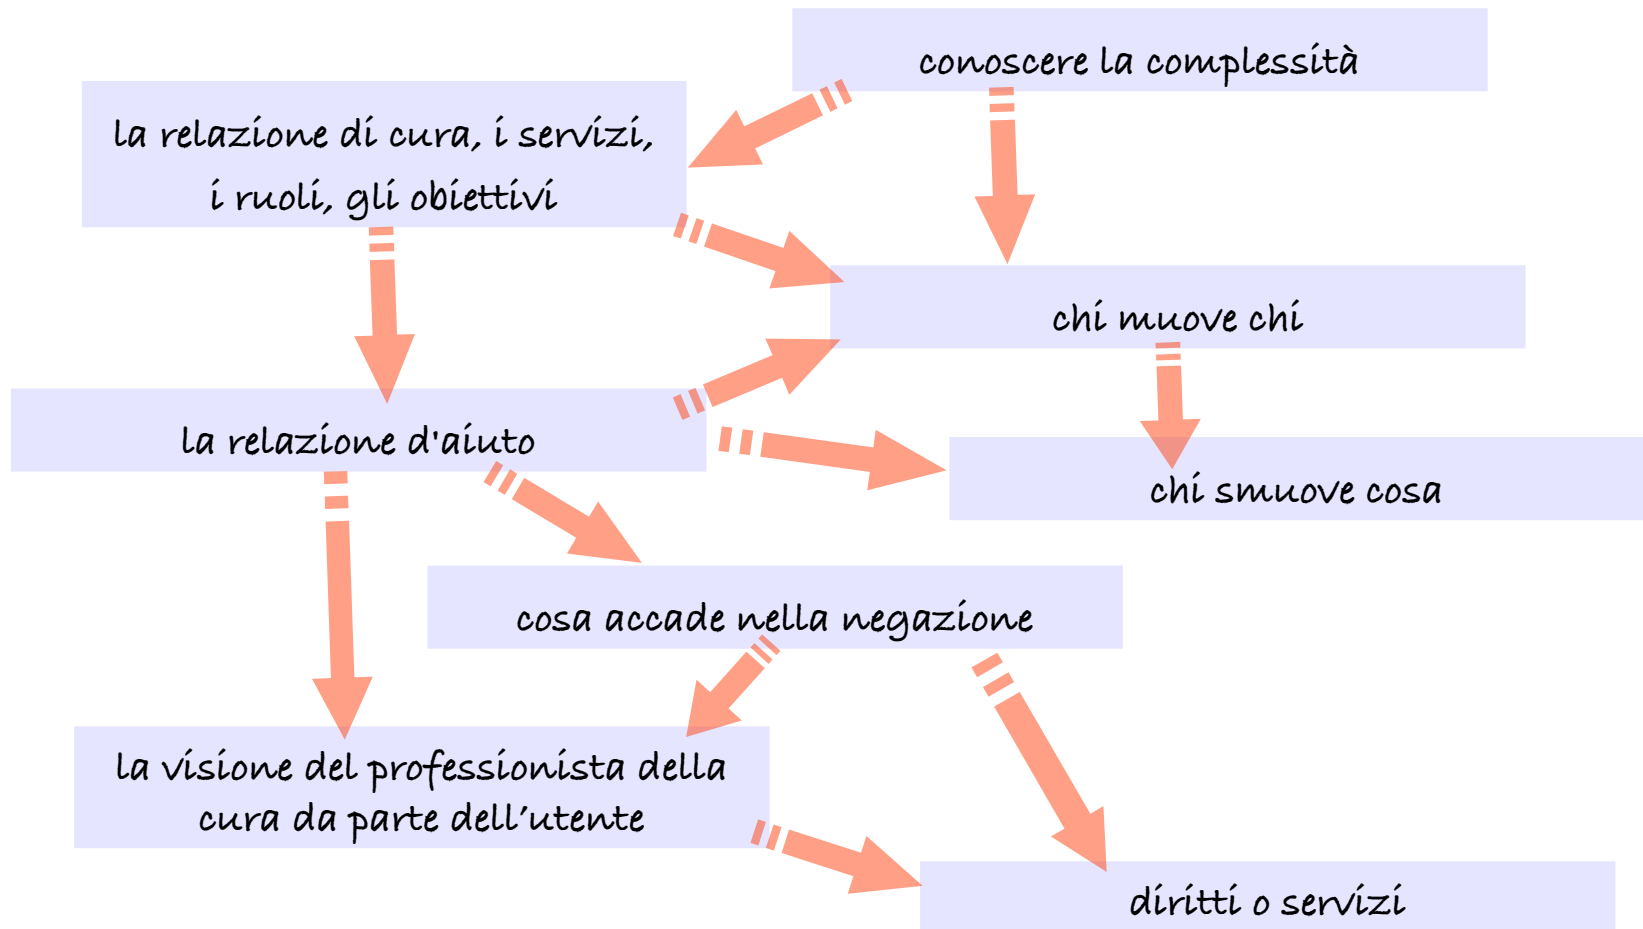 conoscere la complessità
la relazione di cura, i servizi,
i ruoli, gli obiettivi
chi muove chi
la relazione d'aiuto
chi smuove cosa
cosa accade nella negazione
la visione del professionista della
cura da parte dell’utente
diritti o servizi